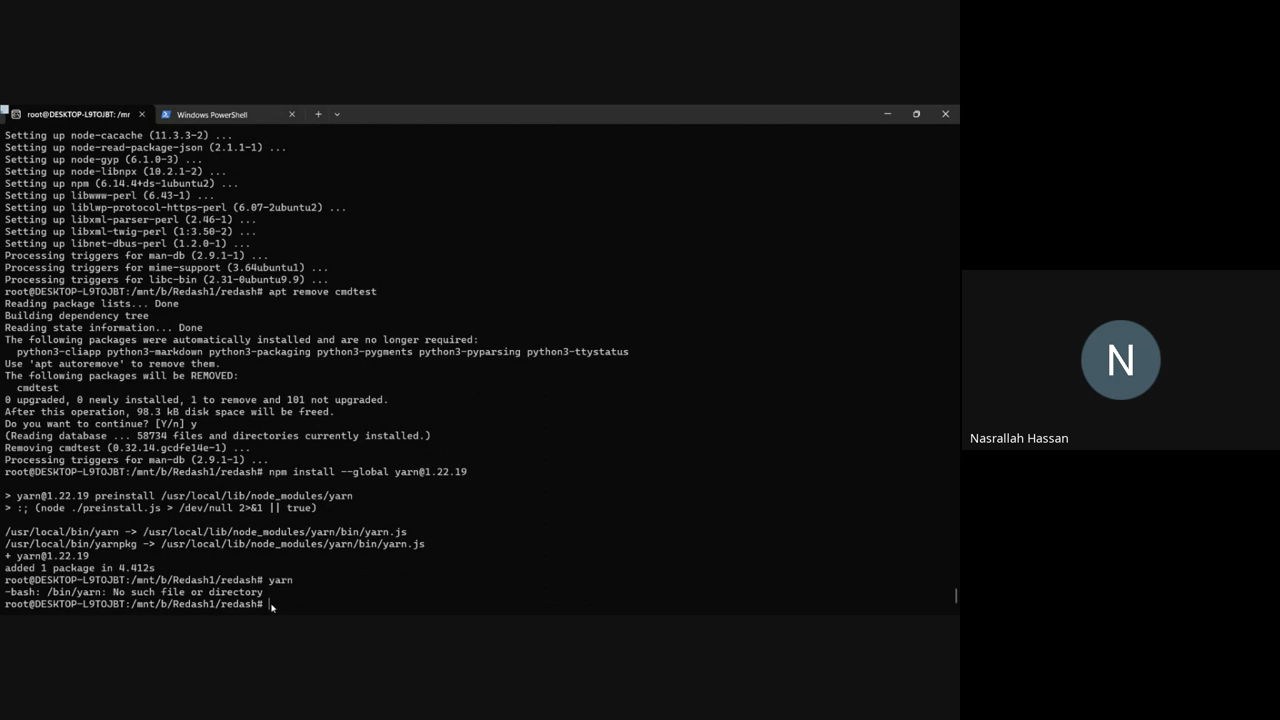 root@DESKTOP-L9TOJBT: /mr
Windows PowerShell
Setting up node-cacache (11.3.3-2) ...
Setting up node-read-package-json (2.1.1-1) ...
Setting up node-gyp (6.1.0-3) ...
Setting up node-libnpx (10.2.1-2) ...
Setting up npm (6.14.4+ds-1ubuntu2) ...
Setting up libwww-perl (6.43-1) ...
Setting up liblwp-protocol-https-perl (6.07-2ubuntu2) ...
Setting up libxml-parser-perl (2.46-1) ...
Setting up libxml-twig-perl (1:3.50-2) ...
Setting up libnet-dbus-perl (1.2.0-1) ...
Processing triggers for man-db (2.9.1-1) ...
Processing triggers for mime-support (3.64ubuntu1) ...
Processing triggers for libc-bin (2.31-0ubuntu9.9) ...
root@DESKTOP-L9TOJBT:/mnt/b/Redash1/redash# apt remove cmdtest
Reading package lists... Done
Building dependency tree
Reading state information... Done
The following packages were automatically installed and are no longer required:
  python3-cliapp python3-markdown python3-packaging python3-pygments python3-pyparsing python3-ttystatus
Use 'apt autoremove' to remove them.
The following packages will be REMOVED:
  cmdtest
0 upgraded, 0 newly installed, 1 to remove and 101 not upgraded.
After this operation, 98.3 kB disk space will be freed.
Do you want to continue? [Y/n] y
(Reading database ... 58734 files and directories currently installed.)
Removing cmdtest (0.32.14.gcdfe14e-1) ...
Processing triggers for man-db (2.9.1-1) ...
root@DESKTOP-L9TOJBT:/mnt/b/Redash1/redash# npm install --global yarn@1.22.19
> yarn@1.22.19 preinstall /usr/local/lib/node_modules/yarn
> :; (node ./preinstall.js > /dev/null 2>&1 || true)
/usr/local/bin/yarn -> /usr/local/lib/node_modules/yarn/bin/yarn.js
/usr/local/bin/yarnpkg -> /usr/local/lib/node_modules/yarn/bin/yarn.js
+ yarn@1.22.19
added 1 package in 4.412s
root@DESKTOP-L9TOJBT:/mnt/b/Redash1/redash# yarn
-bash: /bin/yarn: No such file or directory
root@DESKTOP-L9TOJBT:/mnt/b/Redash1/redash#
N
Nasrallah Hassan